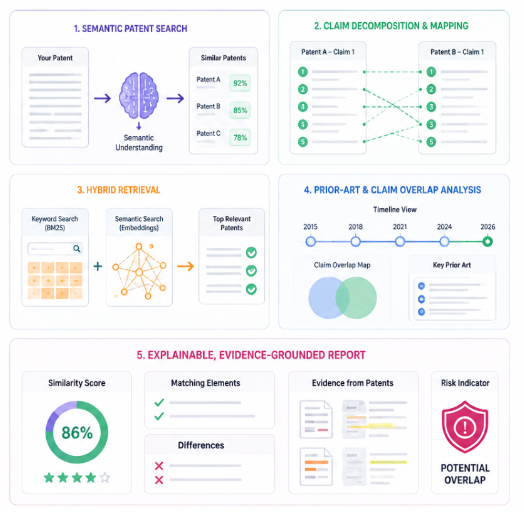 1. SEMANTIC PATENT SEARCH
Your Patent
Semantic
Understanding
Similar Patents
Patent A 92%
Patent B 85%
Patent C 78%
2. CLAIM DECOMPOSITION & MAPPING
Patent A – Claim 1
1
2
3
4
5
Patent B – Claim 1
1
2
3
3
5
3. HYBRID RETRIEVAL
Keyword Search
(BM25)
+
Semantic Search
(Embeddings)
Top Relevant
Patents
4. PRIOR-ART & CLAIM OVERLAP ANALYSIS
Timeline View
2015 2018 2021 2024 2026
Claim Overlap Map
Key Prior Art
5. EXPLAINABLE, EVIDENCE-GROUNDED REPORT
Similarity Score
86%
Matching Elements
Differences
Evidence from Patents
Risk Indicator
POTENTIAL
OVERLAP